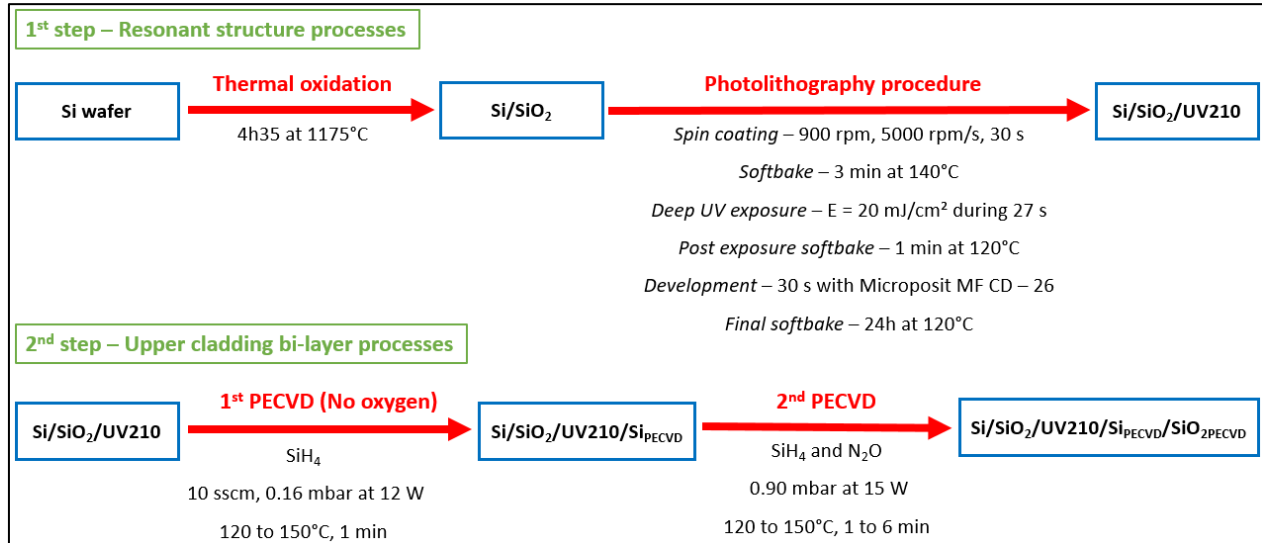 1st step – Resonant structure processes
Thermal oxidation
Photolithography procedure
Si wafer
Si/SiO₂
Si/SiO₂/UV210
4h35 at 1175°C
Spin coating – 900 rpm, 5000 rpm/s, 30 s
Softbake – 3 min at 140°C
Deep UV exposure – E = 20 mJ/cm² during 27 s
Post exposure softbake – 1 min at 120°C
Development – 30 s with Microposit MF CD – 26
Final softbake – 24h at 120°C
2nd step – Upper cladding bi-layer processes
1st PECVD (No oxygen)
2nd PECVD
Si/SiO₂/UV210
Si/SiO₂/UV210/Si_PECVD
Si/SiO₂/UV210/Si_PECVD/SiO_2PECVD
SiH₄
SiH₄ and N₂O
10 sscm, 0.16 mbar at 12 W
0.90 mbar at 15 W
120 to 150°C, 1 min
120 to 150°C, 1 to 6 min